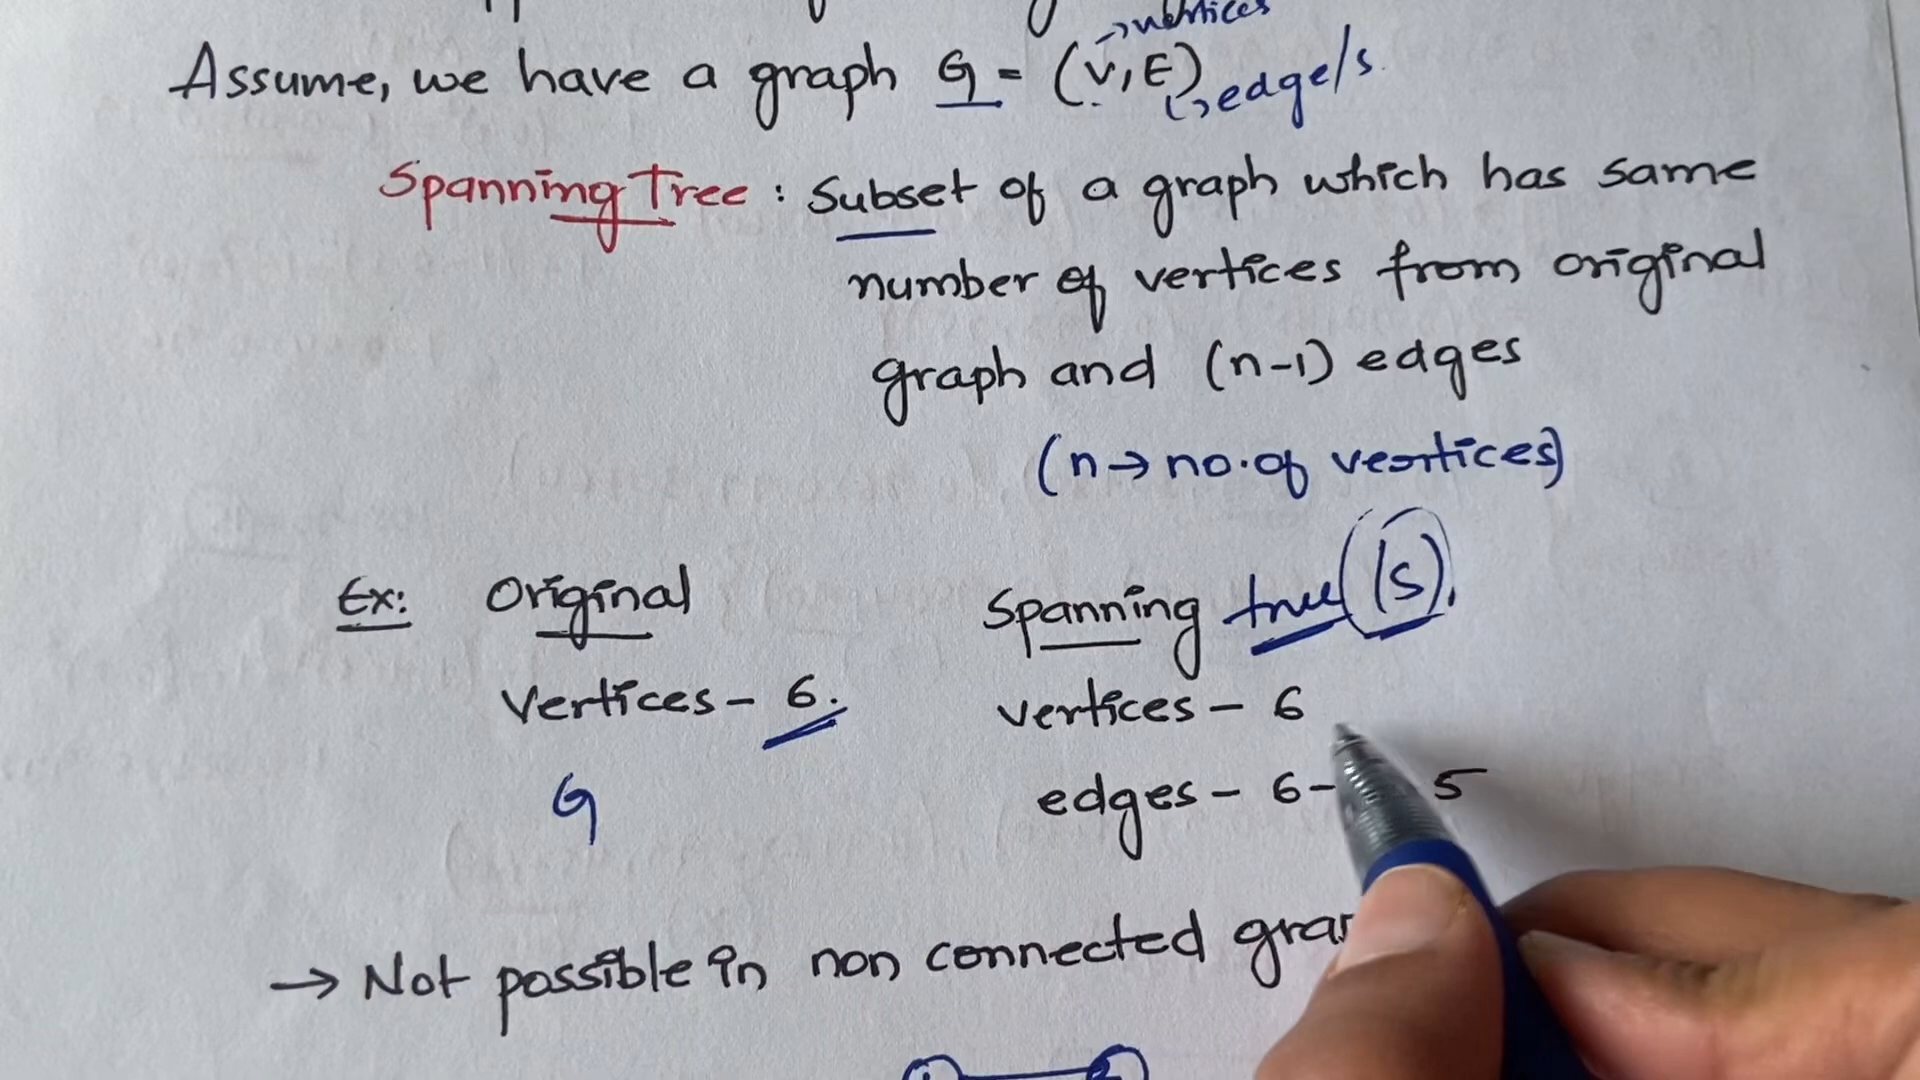 →vertices
Assume, we have a graph G = (V,E)
↳edge/s.
Spanning Tree : Subset of a graph which has same
number of vertices from original
graph and (n-1) edges
(n→no.of vertices)
Ex: Original Spanning tree(s).
Vertices - 6. vertices - 6
G edges - 6- 5
→ Not possible in non connected